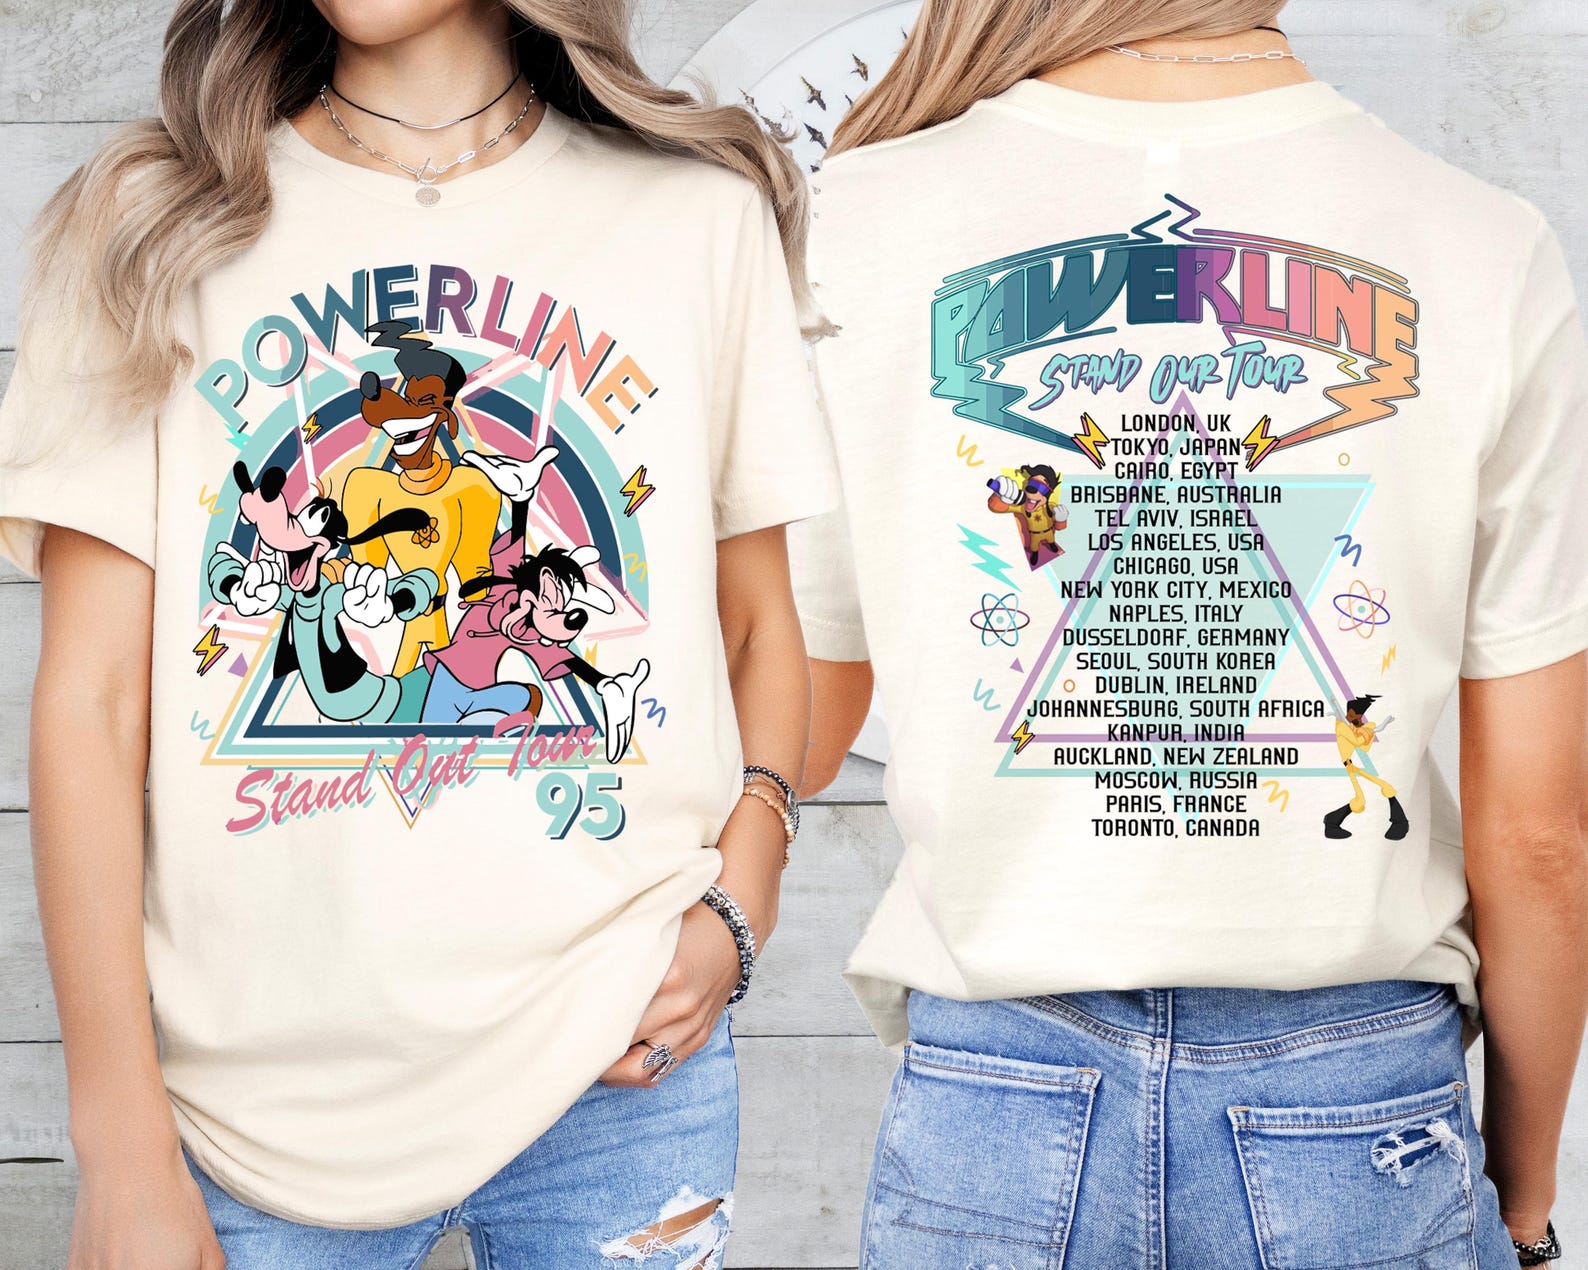 POWERLINE
Stand Out Tour
95
POWERLINE
STAND OUR TOUR
LONDON, UK
TOKYO, JAPAN
CAIRO, EGYPT
BRISBANE, AUSTRALIA
TEL AVIV, ISRAEL
LOS ANGELES, USA
CHICAGO, USA
NEW YORK CITY, MEXICO
NAPLES, ITALY
DUSSELDORF, GERMANY
SEOUL, SOUTH KOREA
DUBLIN, IRELAND
JOHANNESBURG, SOUTH AFRICA
KANPUR, INDIA
AUCKLAND, NEW ZEALAND
MOSCOW, RUSSIA
PARIS, FRANCE
TORONTO, CANADA